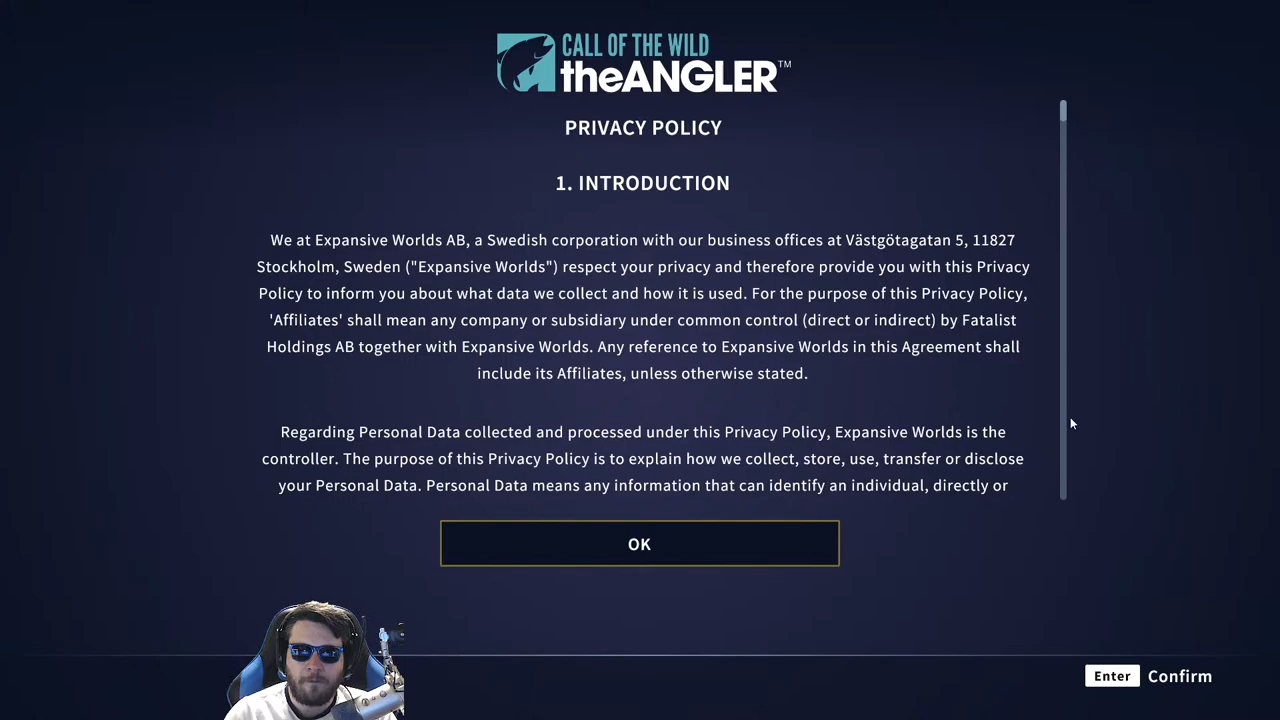 CALL OF THE WILD
theANGLER™
PRIVACY POLICY
1. INTRODUCTION
We at Expansive Worlds AB, a Swedish corporation with our business offices at Västgötagatan 5, 11827
Stockholm, Sweden ("Expansive Worlds") respect your privacy and therefore provide you with this Privacy
Policy to inform you about what data we collect and how it is used. For the purpose of this Privacy Policy,
'Affiliates' shall mean any company or subsidiary under common control (direct or indirect) by Fatalist
Holdings AB together with Expansive Worlds. Any reference to Expansive Worlds in this Agreement shall
include its Affiliates, unless otherwise stated.
Regarding Personal Data collected and processed under this Privacy Policy, Expansive Worlds is the
controller. The purpose of this Privacy Policy is to explain how we collect, store, use, transfer or disclose
your Personal Data. Personal Data means any information that can identify an individual, directly or
OK
Enter Confirm